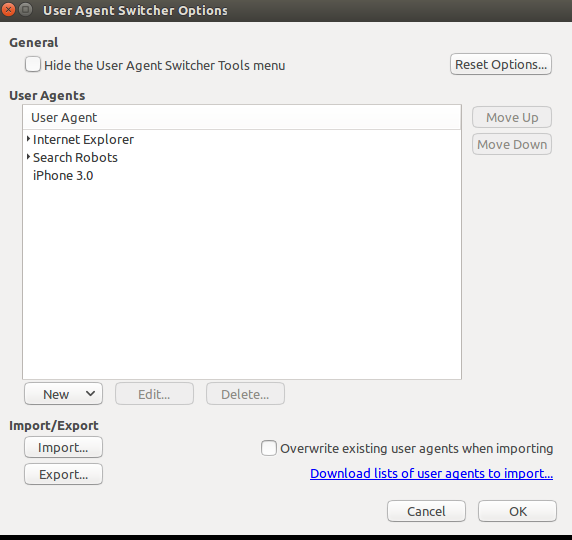 User Agent Switcher Options
General
Hide the User Agent Switcher Tools menu
Reset Options...
User Agents
User Agent
Move Up
Internet Explorer
Move Down
Search Robots
iPhone 3.0
New
Edit...
Delete...
Import/Export
Import...
Overwrite existing user agents when importing
Export...
Download lists of user agents to import...
Cancel
OK